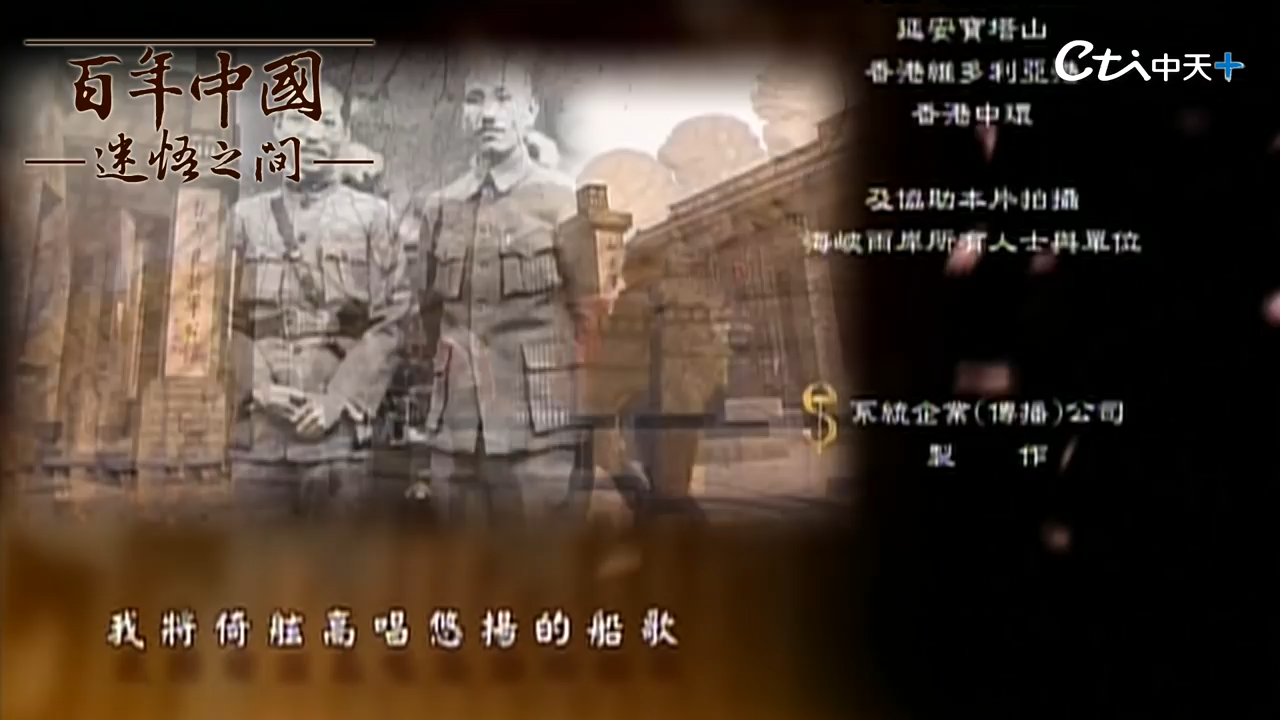 百年中國
迷悟之間
延安寶塔山
Cti中天+
香港維多利亞港
香港中環
及協助本片拍攝
海峽兩岸所有人士與單位
系統企業(傳播)公司
製 作
我將倚舷高唱悠揚的船歌